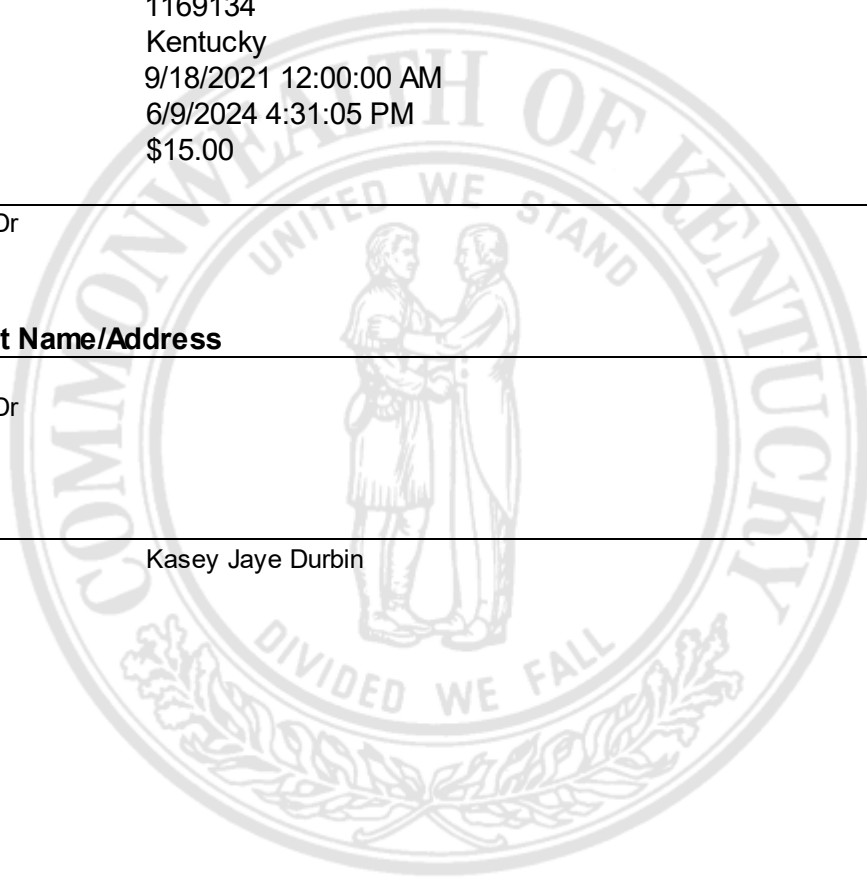 1169134
Kentucky
9/18/2021 12:00:00 AM
6/9/2024 4:31:05 PM
$15.00
Dr
t Name/Address
Dr
Kasey Jaye Durbin
COMMONWEALTH OF KENTUCKY
UNITED WE STAND
DIVIDED WE FALL